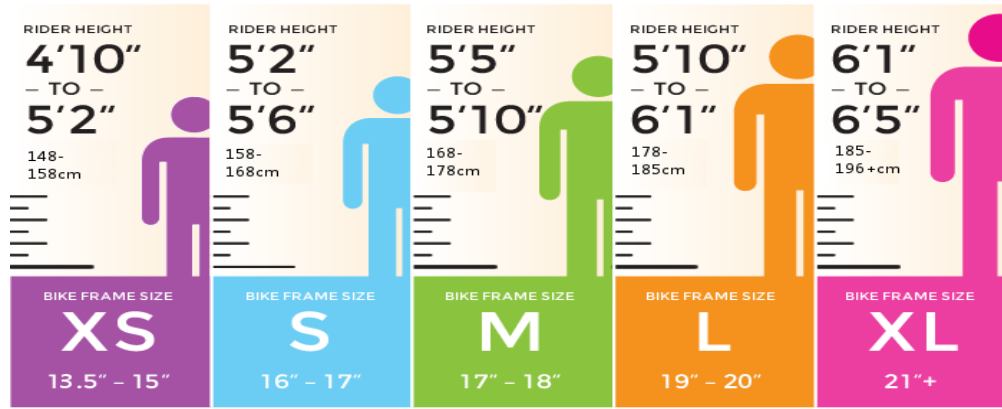 RIDER HEIGHT
4'10"
– TO –
5'2"
148-
158cm
BIKE FRAME SIZE
XS
13.5" – 15"
RIDER HEIGHT
5'2"
– TO –
5'6"
158-
168cm
BIKE FRAME SIZE
S
16" – 17"
RIDER HEIGHT
5'5"
– TO –
5'10"
168-
178cm
BIKE FRAME SIZE
M
17" – 18"
RIDER HEIGHT
5'10"
– TO –
6'1"
178-
185cm
BIKE FRAME SIZE
L
19" – 20"
RIDER HEIGHT
6'1"
– TO –
6'5"
185-
196+cm
BIKE FRAME SIZE
XL
21"+